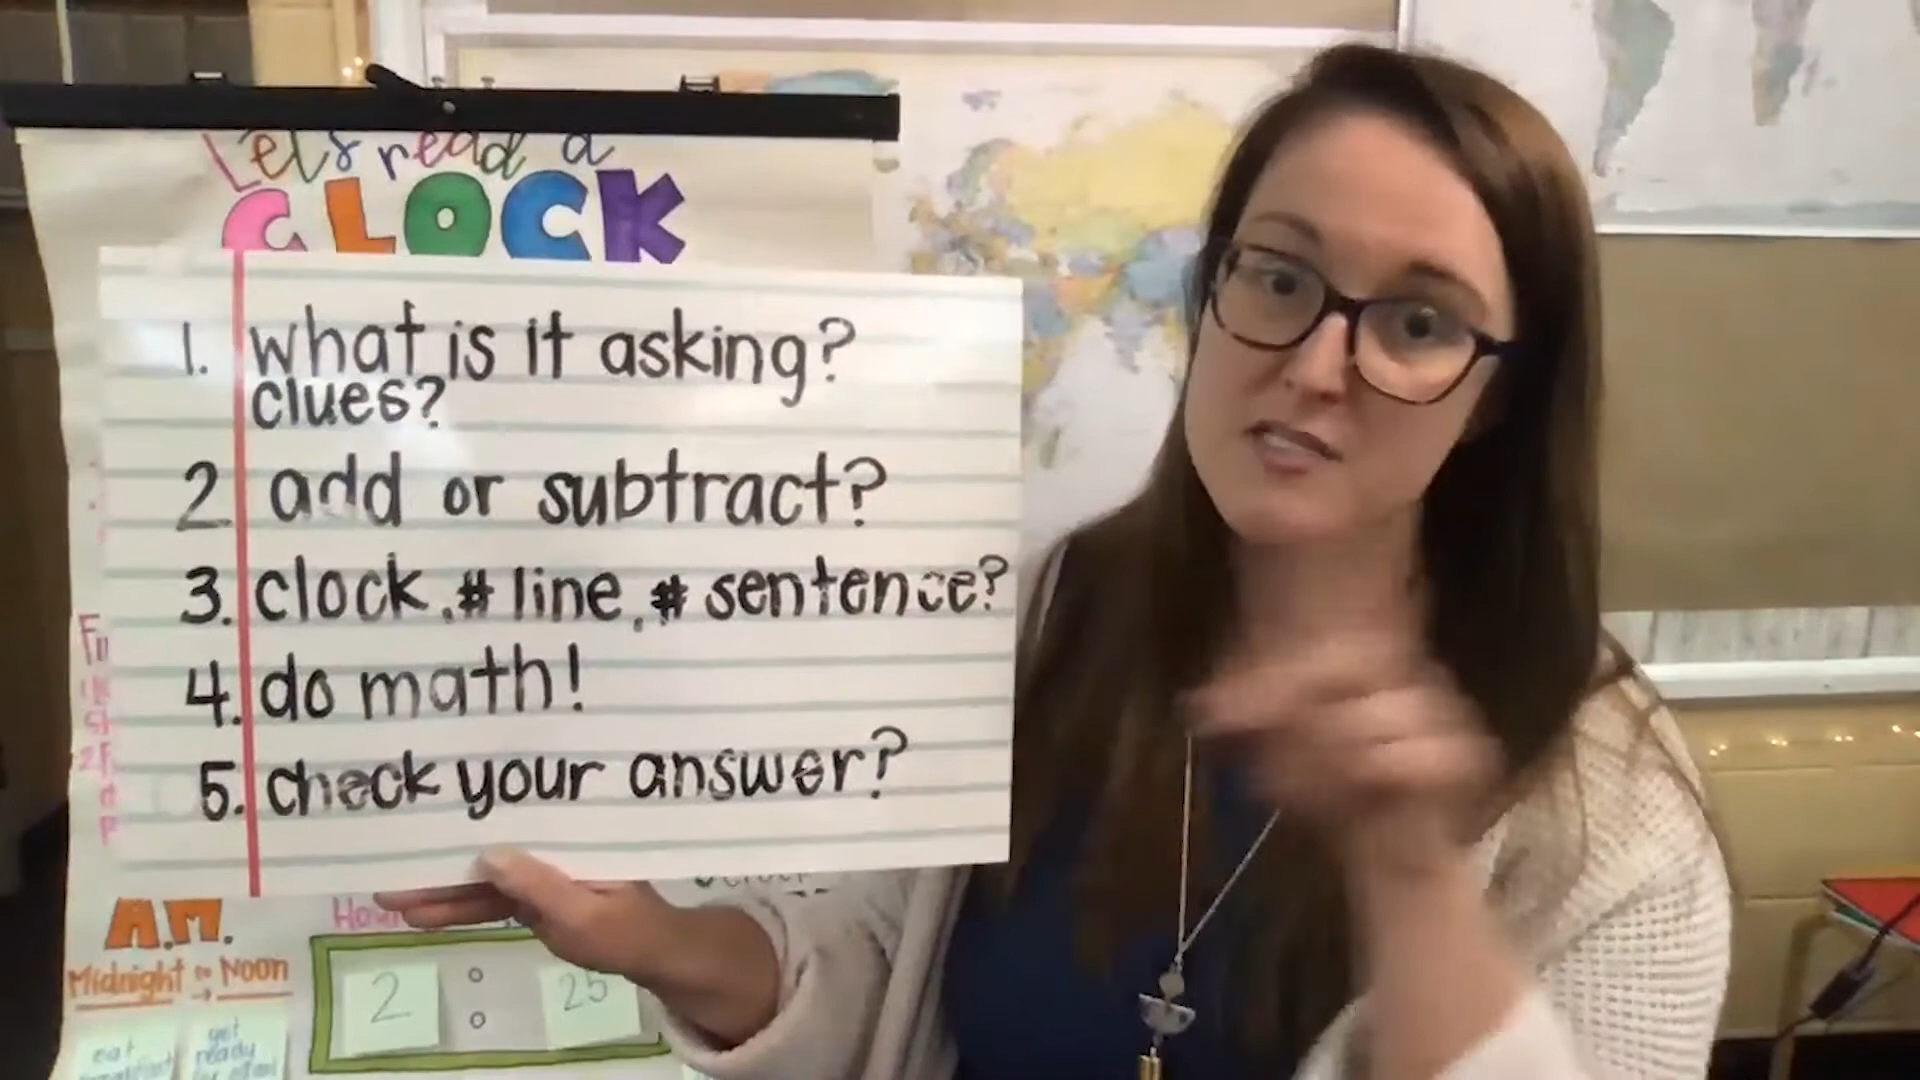 Let's read a
CLOCK
1. what is it asking?
clues?
2 add or subtract?
3. clock, # line, # sentence?
4. do math!
5. check your answer?
A.M.
Midnight to Noon
2 : 25
eat
get
ready